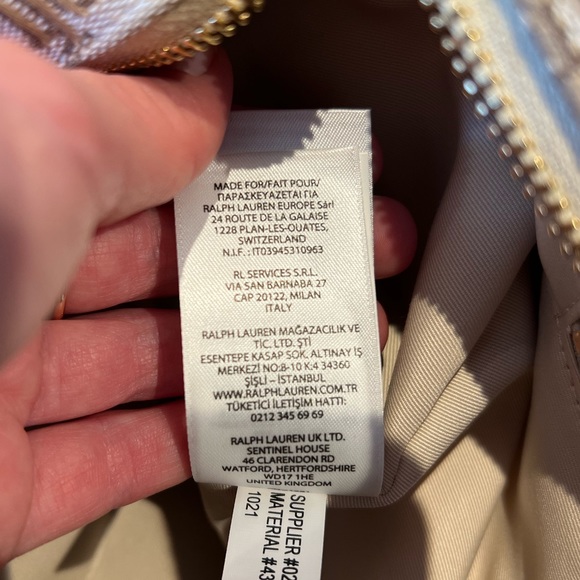 MADE FOR/FAIT POUR/
ΠΑΡΑΣΚΕΥΑΖΕΤΑΙ ΓΙΑ
RALPH LAUREN EUROPE Sàrl
24 ROUTE DE LA GALAISE
1228 PLAN-LES-OUATES,
SWITZERLAND
N.I.F. : IT03945310963
RL SERVICES S.R.L.
VIA SAN BARNABA 27
CAP 20122, MILAN
ITALY
RALPH LAUREN MAĞAZACILIK VE
TİC. LTD. ŞTİ
ESENTEPE KASAP SOK. ALTINAY İŞ
MERKEZİ NO:8-10 K:4 34360
ŞİŞLİ – İSTANBUL
WWW.RALPHLAUREN.COM.TR
TÜKETİCİ İLETİŞİM HATTI:
0212 345 69 69
RALPH LAUREN UK LTD.
SENTINEL HOUSE
46 CLARENDON RD
WATFORD, HERTFORDSHIRE
WD17 1HE
UNITED KINGDOM
SUPPLIER #02
MATERIAL #43
1021